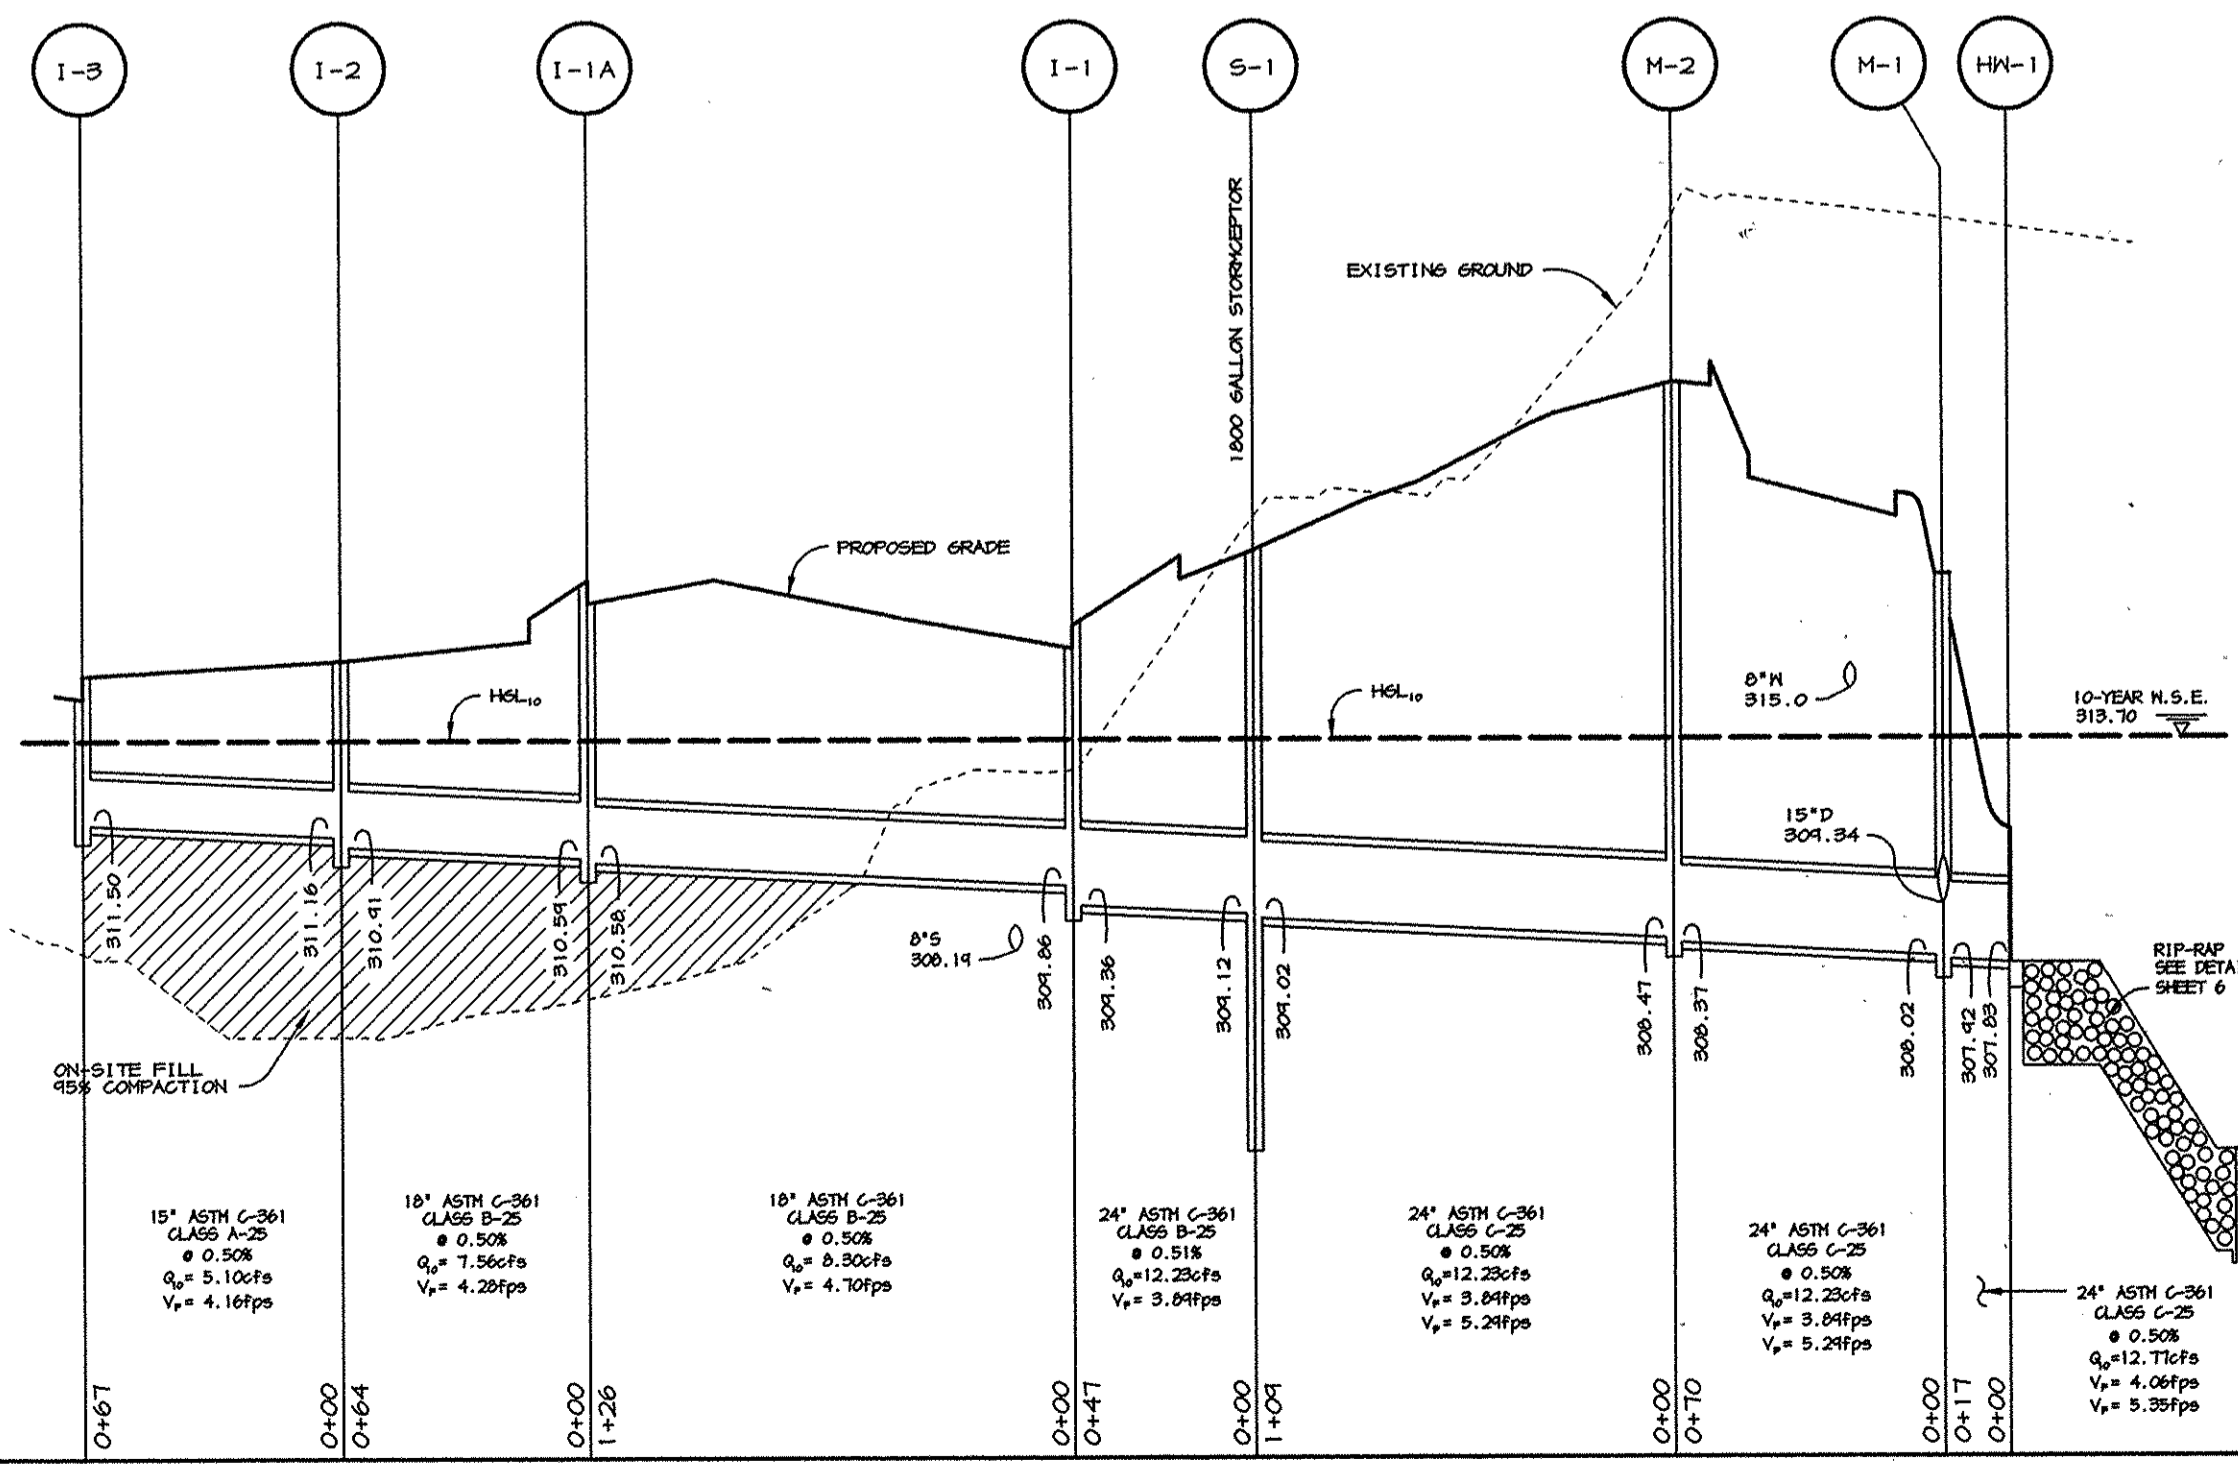 I-3
I-2
I-1A
I-1
S-1
M-2
M-1
HW-1
1800 GALLON STORMCEPTOR
EXISTING GROUND
PROPOSED GRADE
HGL10
HGL10
8"W
315.0
10-YEAR W.S.E.
313.70
15"D
309.34
311.50
311.16
310.91
310.59
310.58
8"S
308.19
309.86
309.36
309.12
309.02
308.47
308.37
308.02
307.92
307.83
RIP-RAP
SEE DETA
SHEET 6
ON-SITE FILL
95% COMPACTION
15" ASTM C-361
CLASS A-25
@ 0.50%
Q10= 5.10cfs
VF= 4.16fps
18" ASTM C-361
CLASS B-25
@ 0.50%
Q10= 7.56cfs
VF= 4.28fps
18" ASTM C-361
CLASS B-25
@ 0.50%
Q10= 8.30cfs
VF= 4.70fps
24" ASTM C-361
CLASS B-25
@ 0.51%
Q10=12.23cfs
VF= 3.89fps
24" ASTM C-361
CLASS C-25
@ 0.50%
Q10=12.23cfs
VF= 3.89fps
VP= 5.29fps
24" ASTM C-361
CLASS C-25
@ 0.50%
Q10=12.23cfs
VF= 3.89fps
VP= 5.29fps
24" ASTM C-361
CLASS C-25
@ 0.50%
Q10=12.77cfs
VF= 4.06fps
VP= 5.35fps
0+67
0+00
0+64
0+00
1+26
0+00
0+47
0+00
1+09
0+00
0+70
0+00
0+17
0+00